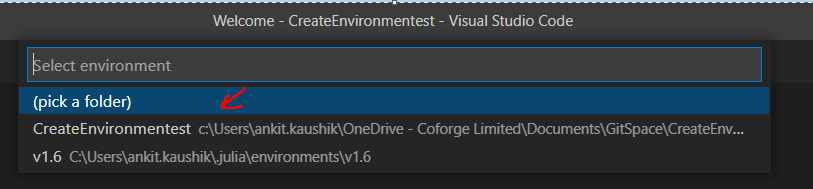 Welcome - CreateEnvironmentest - Visual Studio Code
Select environment
(pick a folder)
CreateEnvironmentest c:\Users\ankit.kaushik\OneDrive - Coforge Limited\Documents\GitSpace\CreateEnv...
v1.6 C:\Users\ankit.kaushik\.julia\environments\v1.6